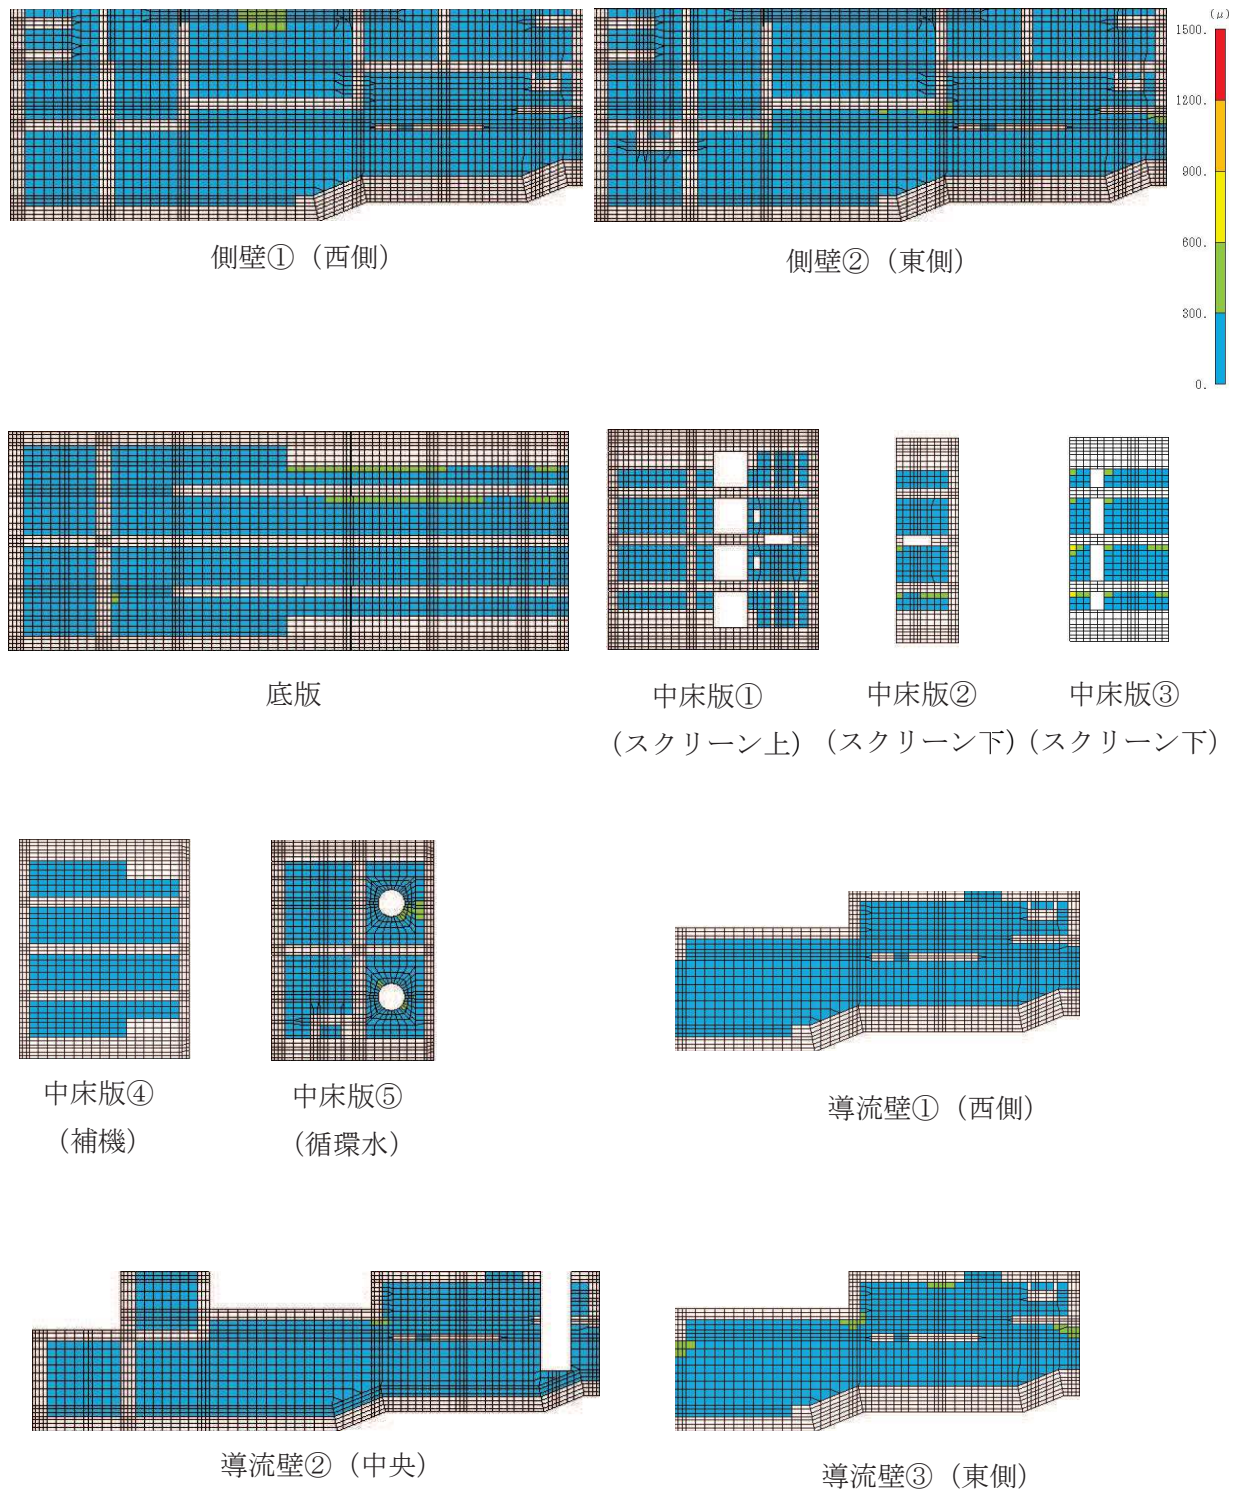 (μ)
1500.
1200.
900.
600.
300.
0.
側壁①（西側）
側壁②（東側）
底版
中床版①
（スクリーン上）
中床版②
（スクリーン下）
中床版③
（スクリーン下）
中床版④
（補機）
中床版⑤
（循環水）
導流壁①（西側）
導流壁②（中央）
導流壁③（東側）